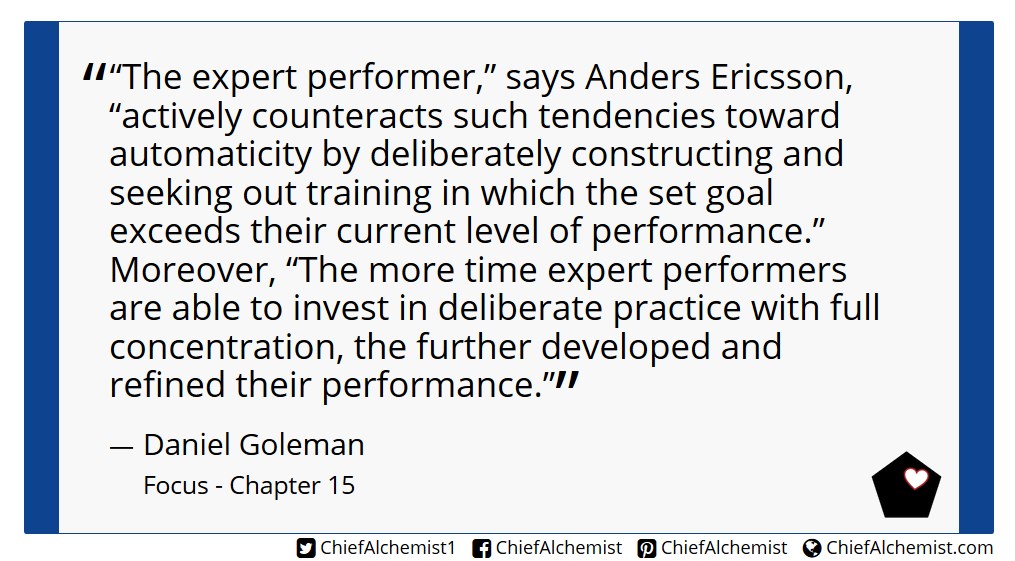 ““The expert performer,” says Anders Ericsson,
“actively counteracts such tendencies toward
automaticity by deliberately constructing and
seeking out training in which the set goal
exceeds their current level of performance.”
Moreover, “The more time expert performers
are able to invest in deliberate practice with full
concentration, the further developed and
refined their performance.””
— Daniel Goleman
Focus - Chapter 15
ChiefAlchemist1 ChiefAlchemist ChiefAlchemist ChiefAlchemist.com